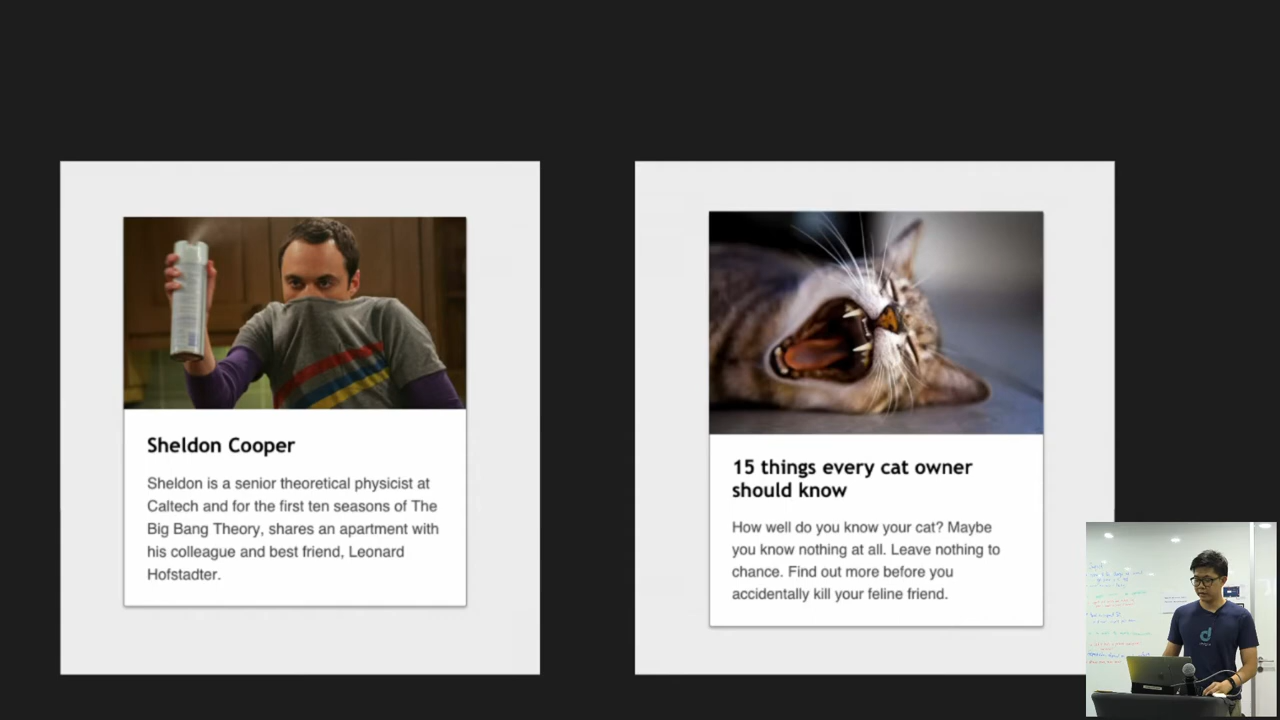 Sheldon Cooper
Sheldon is a senior theoretical physicist at
Caltech and for the first ten seasons of The
Big Bang Theory, shares an apartment with
his colleague and best friend, Leonard
Hofstadter.
15 things every cat owner
should know
How well do you know your cat? Maybe
you know nothing at all. Leave nothing to
chance. Find out more before you
accidentally kill your feline friend.